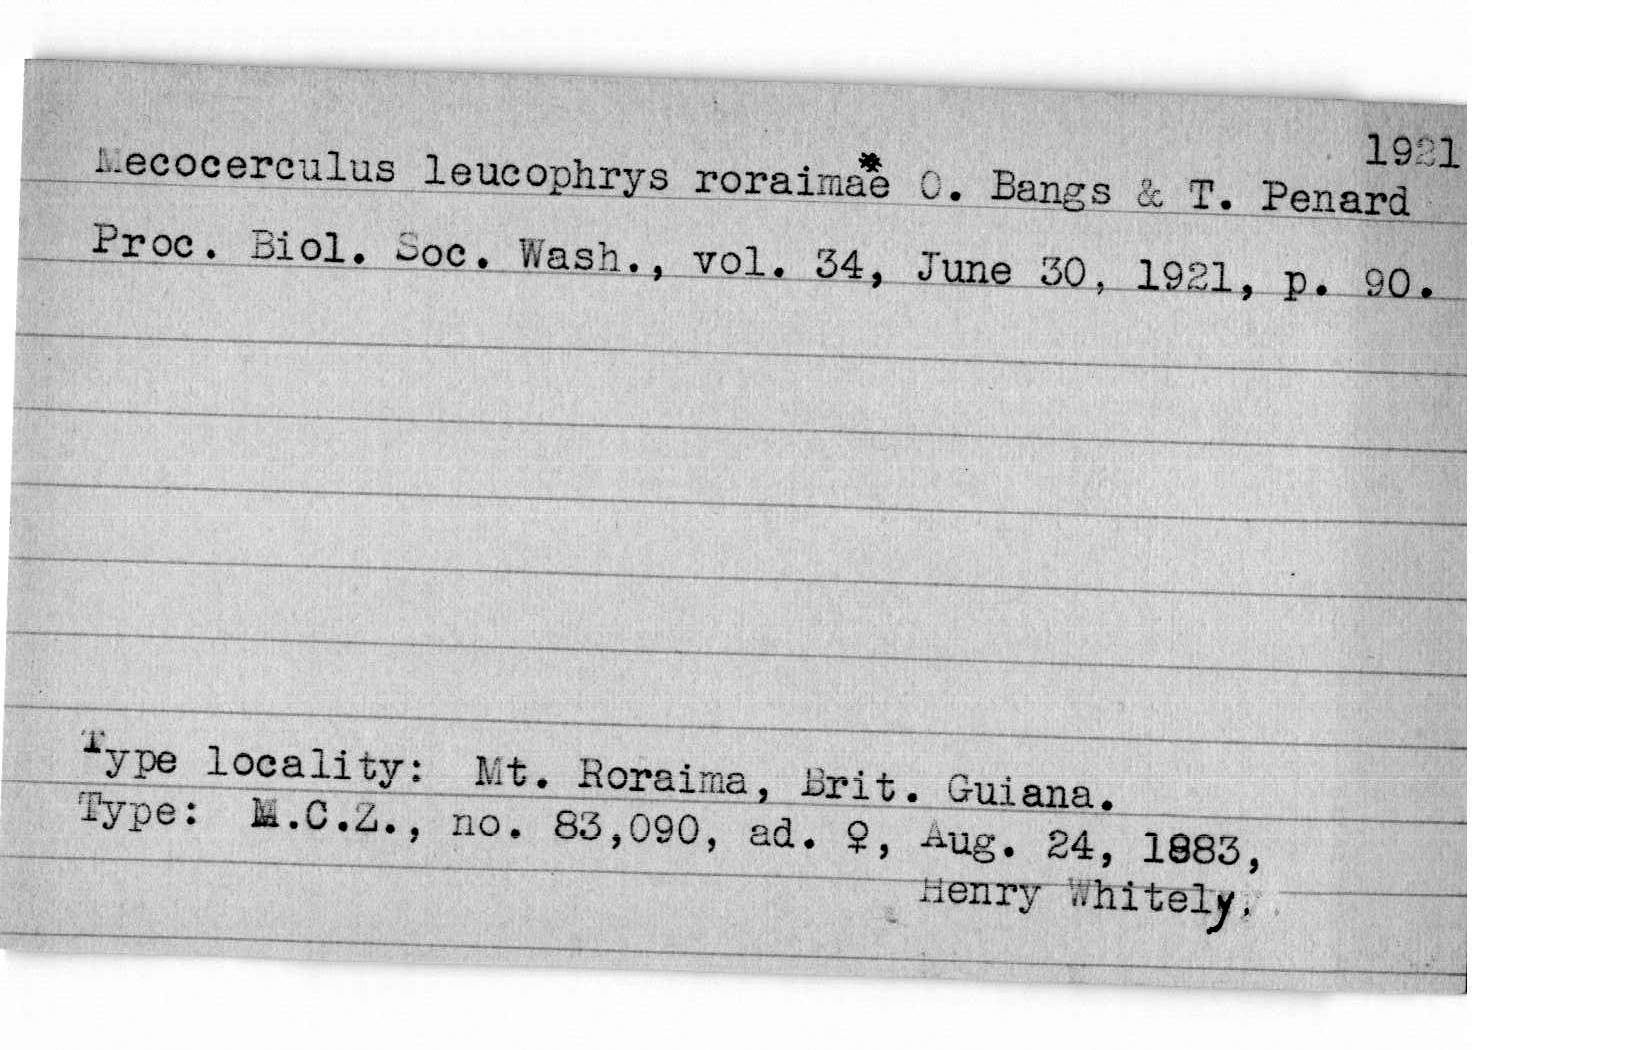 1921
Mecocerculus leucophrys roraimae* O. Bangs & T. Penard
Proc. Biol. Soc. Wash., vol. 34, June 30, 1921, p. 90.
Type locality: Mt. Roraima, Brit. Guiana.
Type: M.C.Z., no. 83,090, ad. ♀, Aug. 24, 1883,
Henry Whitely.